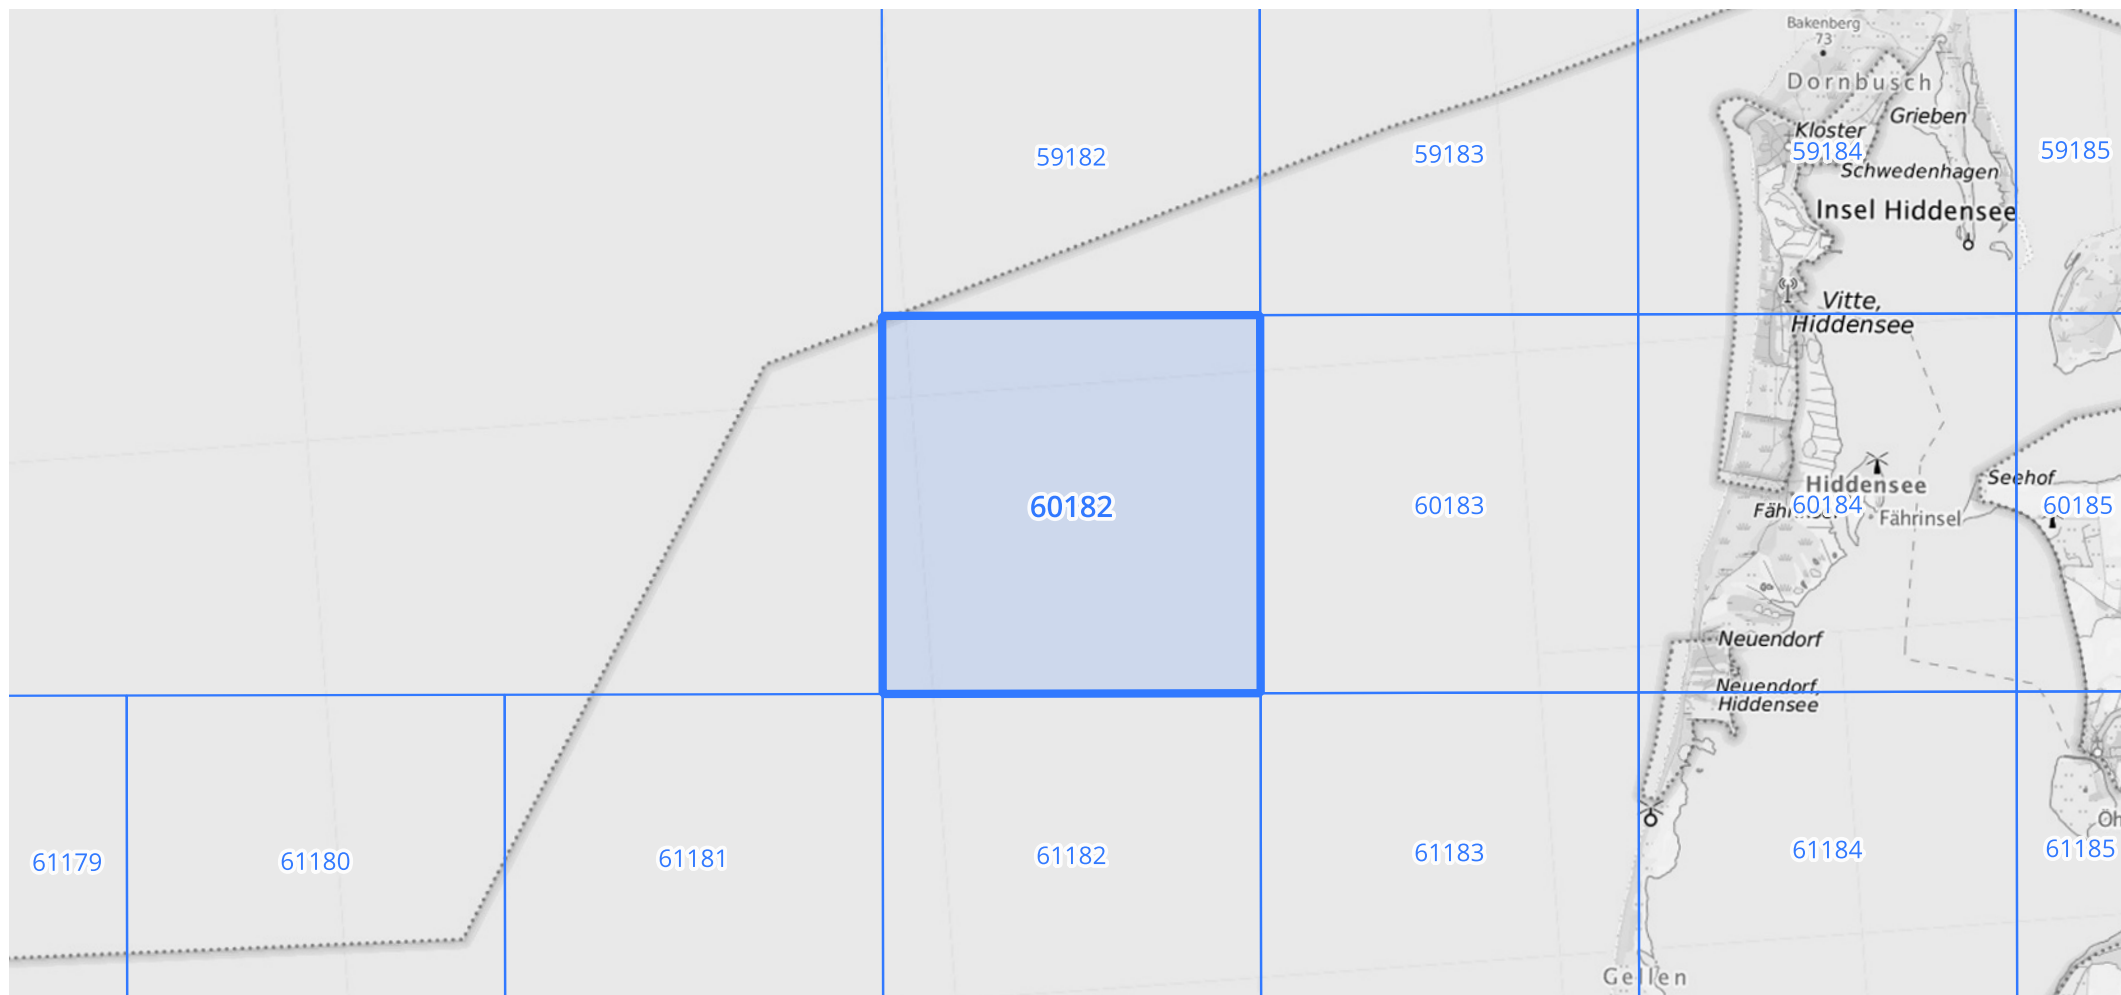 Bakenberg
73
Dornbusch
Grieben
Kloster
59182
59183
59184
59185
Schwedenhagen
Insel Hiddensee
Vitte,
Hiddensee
Seehof
Hiddensee
60182
60183
60184
60185
Fährinsel
Neuendorf
Neuendorf,
Hiddensee
61179
61180
61181
61182
61183
61184
61185
Gellen